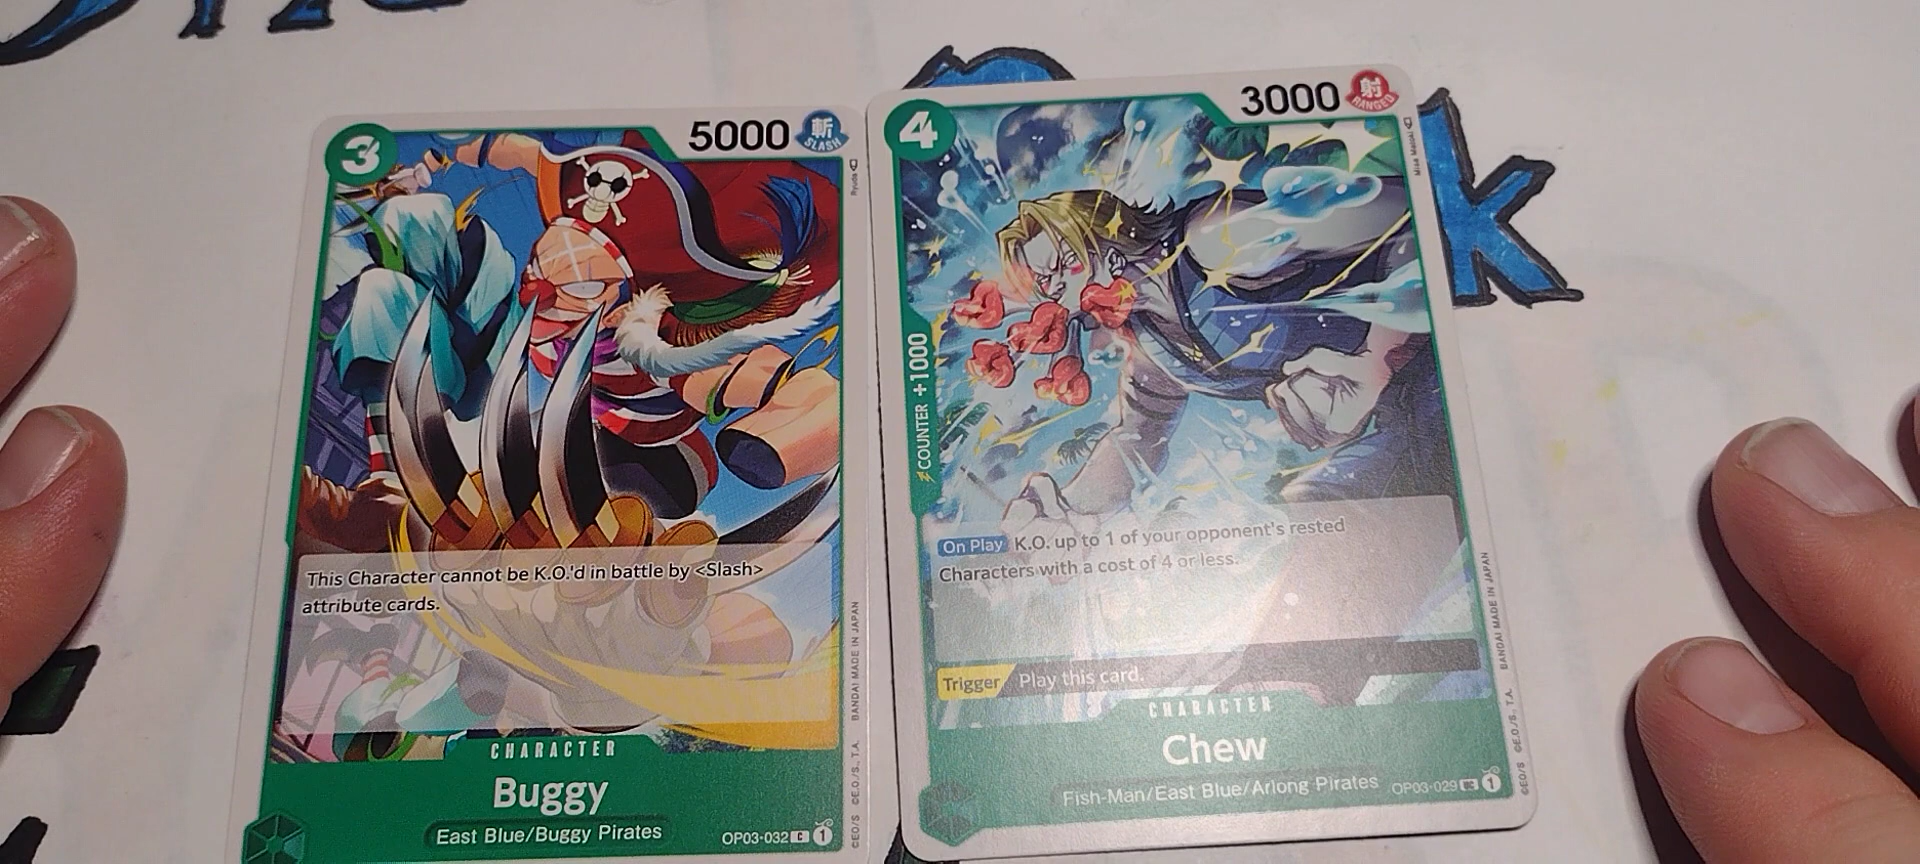 3
5000
斬
SLASH
Ryuda
This Character cannot be K.O.'d in battle by <Slash>
attribute cards.
CHARACTER
Buggy
East Blue/Buggy Pirates
OP03-032 C 1
©E.O./S., T.A. BANDAI MADE IN JAPAN
4
3000
射
RANGED
COUNTER +1000
On Play K.O. up to 1 of your opponent's rested
Characters with a cost of 4 or less.
Trigger Play this card.
CHARACTER
Chew
Fish-Man/East Blue/Arlong Pirates
OP03-029 1
©E.O./S., T.A. BANDAI MADE IN JAPAN
k